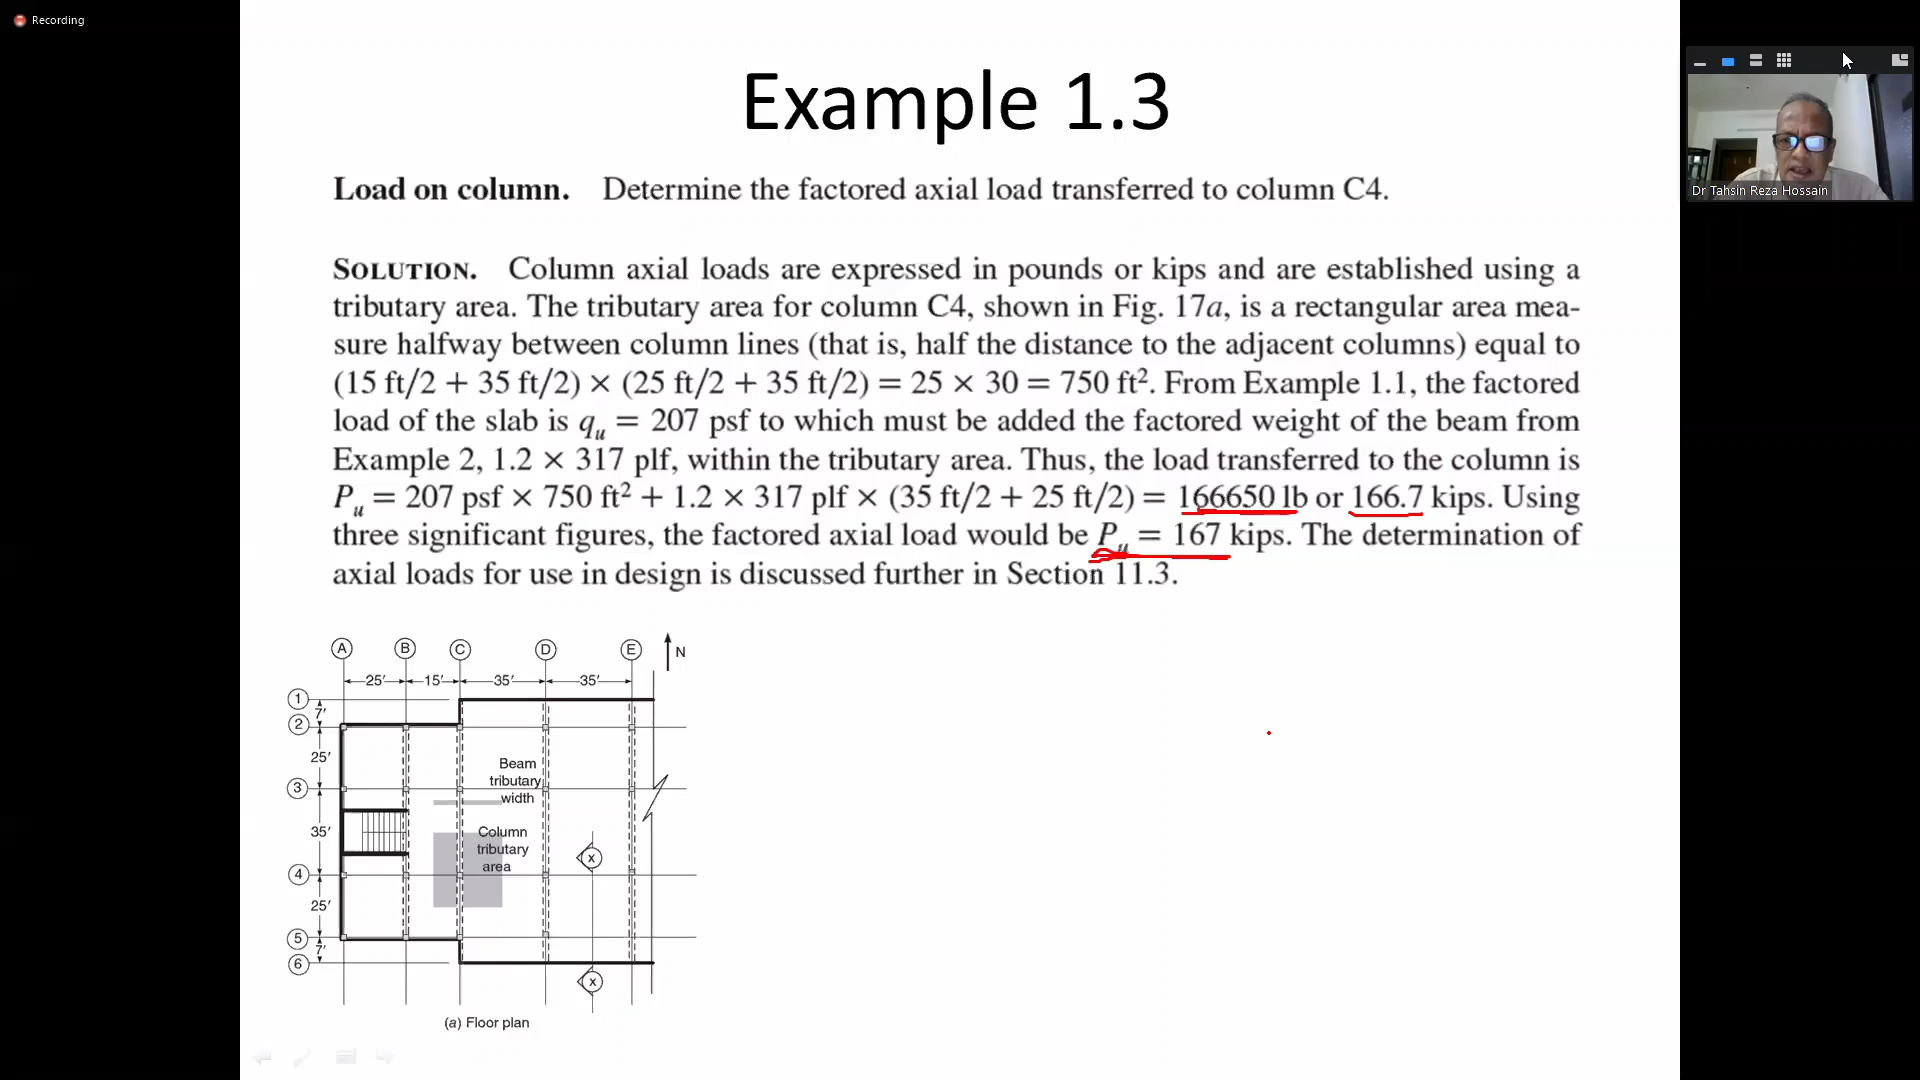 Recording
Example 1.3
Dr Tahsin Reza Hossain
Load on column. Determine the factored axial load transferred to column C4.
SOLUTION. Column axial loads are expressed in pounds or kips and are established using a
tributary area. The tributary area for column C4, shown in Fig. 17a, is a rectangular area mea-
sure halfway between column lines (that is, half the distance to the adjacent columns) equal to
(15 ft/2 + 35 ft/2) × (25 ft/2 + 35 ft/2) = 25 × 30 = 750 ft². From Example 1.1, the factored
load of the slab is qᵤ = 207 psf to which must be added the factored weight of the beam from
Example 2, 1.2 × 317 plf, within the tributary area. Thus, the load transferred to the column is
Pᵤ = 207 psf × 750 ft² + 1.2 × 317 plf × (35 ft/2 + 25 ft/2) = 166650 lb or 166.7 kips. Using
three significant figures, the factored axial load would be Pᵤ = 167 kips. The determination of
axial loads for use in design is discussed further in Section 11.3.
A B C D E N
25′ 15′ 35′ 35′
1
7′
2
25′
Beam
tributary
width
3
35′
Column
tributary
area
x
4
25′
5
7′
6
x
(a) Floor plan